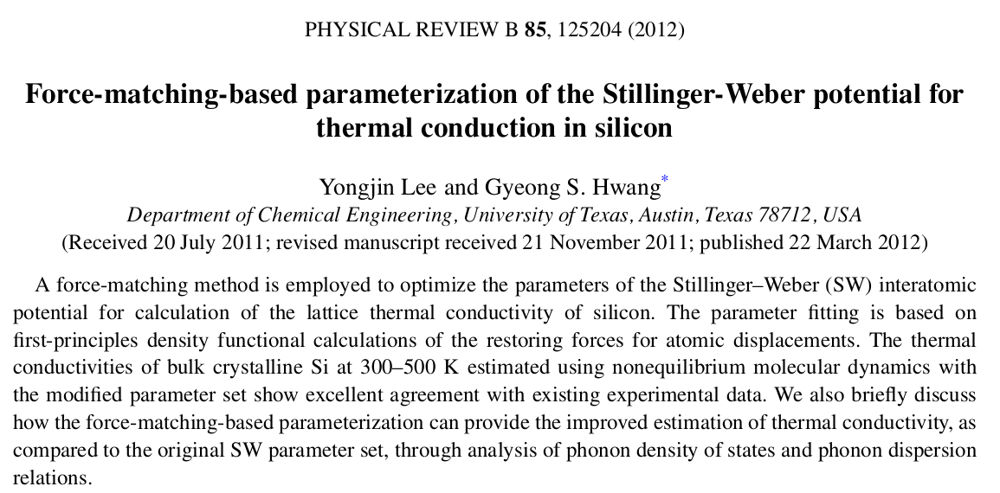 PHYSICAL REVIEW B 85, 125204 (2012)
Force-matching-based parameterization of the Stillinger-Weber potential for
thermal conduction in silicon
Yongjin Lee and Gyeong S. Hwang*
Department of Chemical Engineering, University of Texas, Austin, Texas 78712, USA
(Received 20 July 2011; revised manuscript received 21 November 2011; published 22 March 2012)
A force-matching method is employed to optimize the parameters of the Stillinger–Weber (SW) interatomic
potential for calculation of the lattice thermal conductivity of silicon. The parameter fitting is based on
first-principles density functional calculations of the restoring forces for atomic displacements. The thermal
conductivities of bulk crystalline Si at 300–500 K estimated using nonequilibrium molecular dynamics with
the modified parameter set show excellent agreement with existing experimental data. We also briefly discuss
how the force-matching-based parameterization can provide the improved estimation of thermal conductivity, as
compared to the original SW parameter set, through analysis of phonon density of states and phonon dispersion
relations.